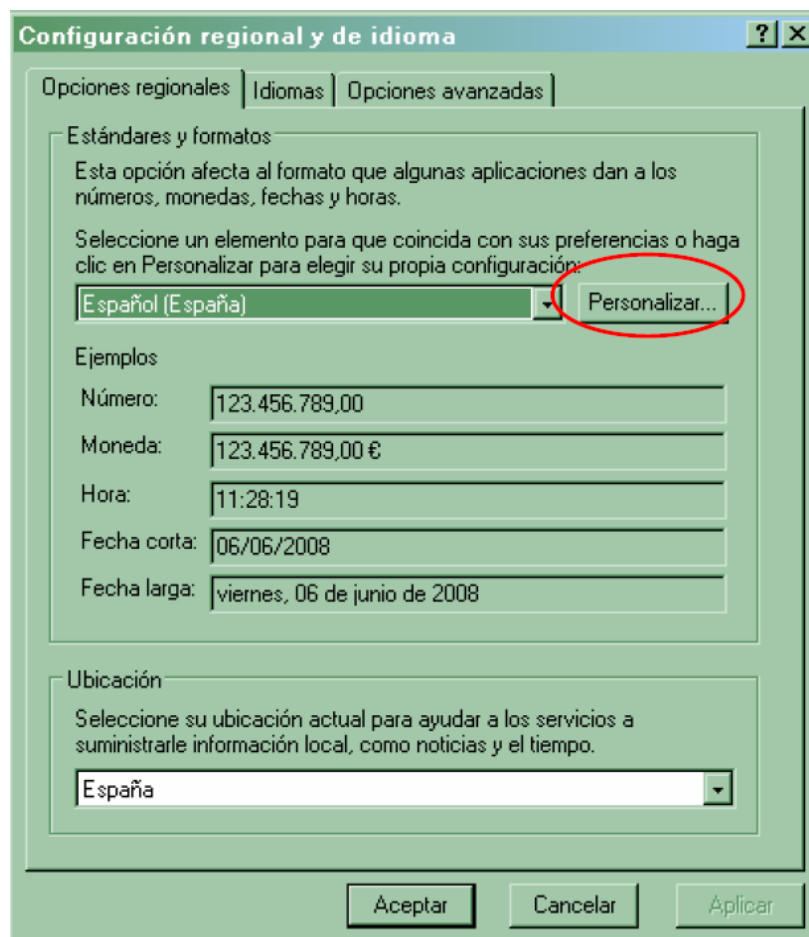 Configuración regional y de idioma
Opciones regionales
Idiomas
Opciones avanzadas
Estándares y formatos
Esta opción afecta al formato que algunas aplicaciones dan a los
números, monedas, fechas y horas.
Seleccione un elemento para que coincida con sus preferencias o haga
clic en Personalizar para elegir su propia configuración:
Español (España)
Personalizar...
Ejemplos
Número: 123.456.789,00
Moneda: 123.456.789,00 €
Hora: 11:28:19
Fecha corta: 06/06/2008
Fecha larga: viernes, 06 de junio de 2008
Ubicación
Seleccione su ubicación actual para ayudar a los servicios a
suministrarle información local, como noticias y el tiempo.
España
Aceptar
Cancelar
Aplicar